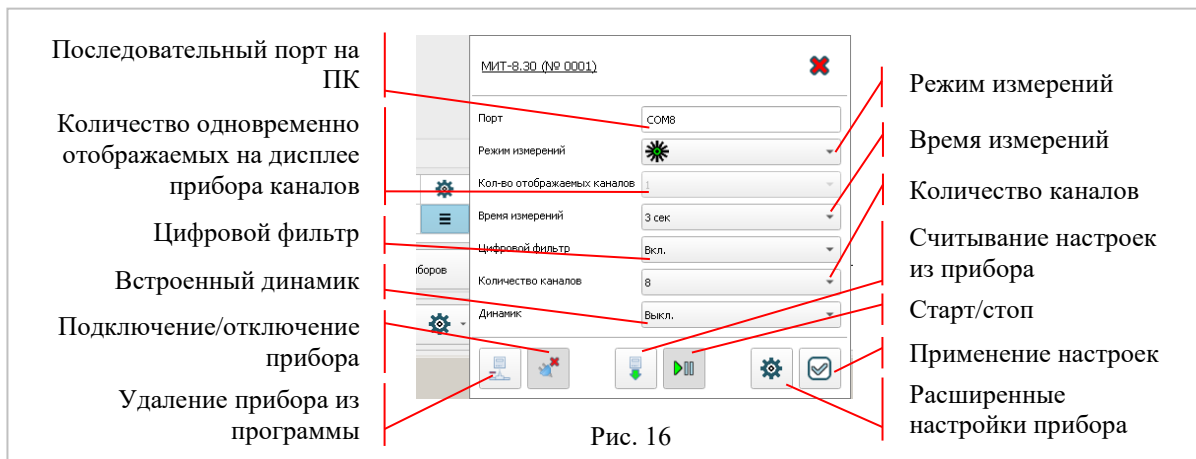 Последовательный порт на
ПК
Количество одновременно
отображаемых на дисплее
прибора каналов
Цифровой фильтр
Встроенный динамик
Подключение/отключение
прибора
Удаление прибора из
программы
иборов
МИТ-8.30 (№ 0001)
Порт
COM8
Режим измерений
Кол-во отображаемых каналов
1
Время измерений
3 сек
Цифровой фильтр
Вкл.
Количество каналов
8
Динамик
Выкл.
Режим измерений
Время измерений
Количество каналов
Считывание настроек
из прибора
Старт/стоп
Применение настроек
Расширенные
настройки прибора
Рис. 16